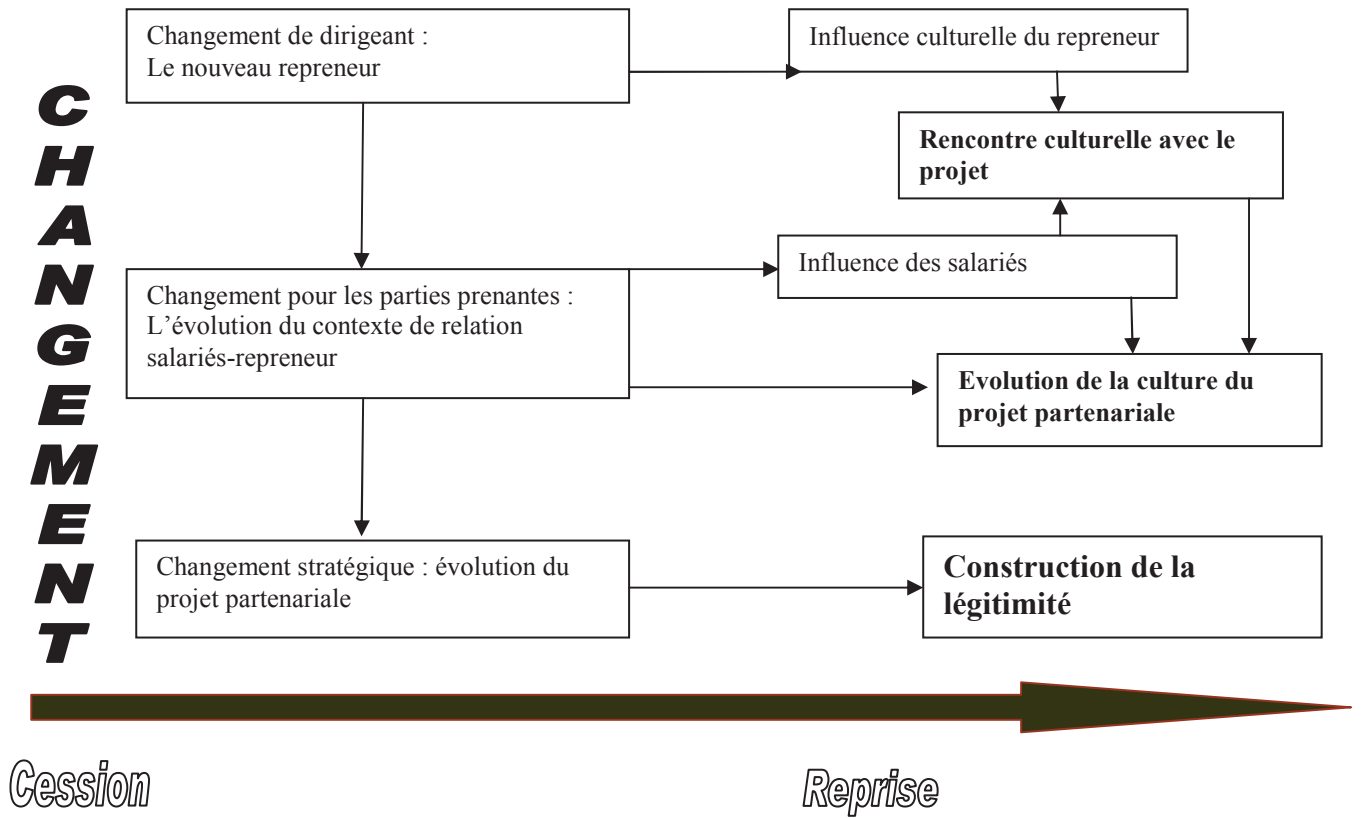 CHANGEMENT
Changement de dirigeant :
Le nouveau repreneur
Influence culturelle du repreneur
Rencontre culturelle avec le
projet
Influence des salariés
Changement pour les parties prenantes :
L’évolution du contexte de relation
salariés-repreneur
Evolution de la culture du
projet partenariale
Changement stratégique : évolution du
projet partenariale
Construction de la
légitimité
Cession
Reprise